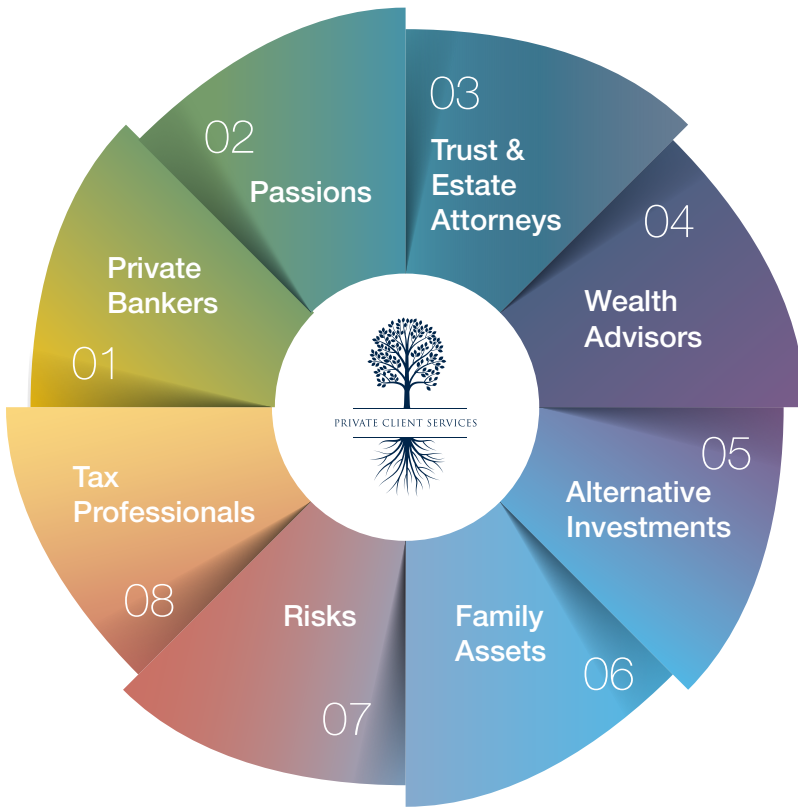 01
Private
Bankers
02
Passions
03
Trust &
Estate
Attorneys
04
Wealth
Advisors
05
Alternative
Investments
06
Family
Assets
07
Risks
08
Tax
Professionals
PRIVATE CLIENT SERVICES